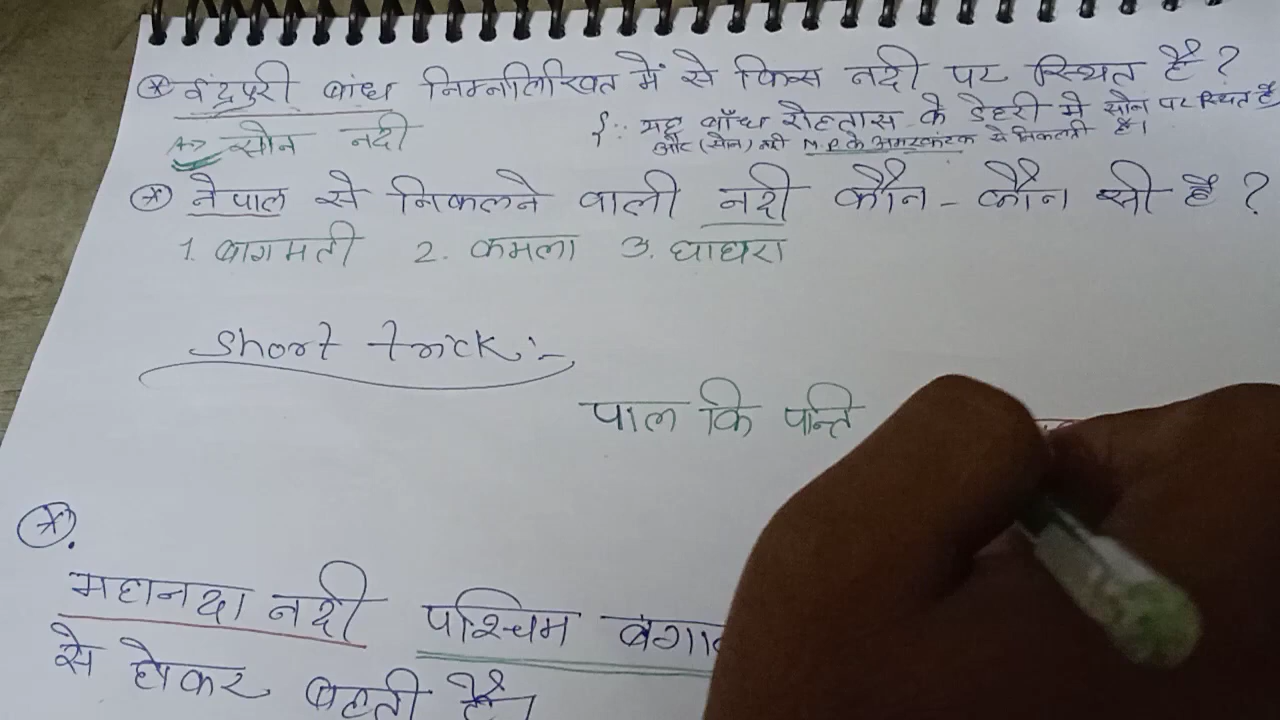 इंद्रपुरी बांध निम्नलिखित में से किस नदी पर स्थित है ?
A→ सोन नदी
{ ∵ यह बाँध रोहतास के डेहरी में सोन पर स्थित है
और (सोन) नदी M.P के अमरकंटक से निकलती है।
नेपाल से निकलने वाली नदी कौन - कौन सी है ?
1. बागमती 2. कमला 3. घाघरा
Short trick :-
पाल कि पत्नि
महानन्दा नदी पश्चिम
से होकर बहती है।